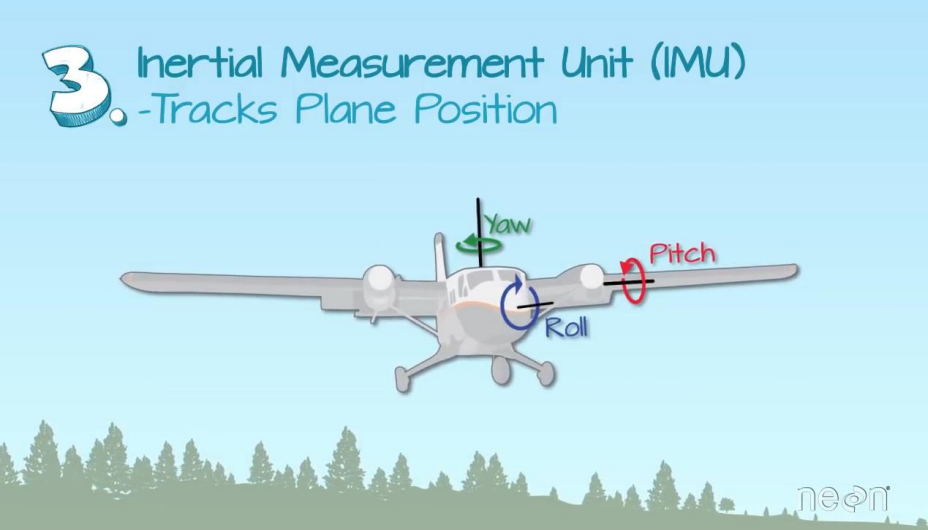 3. Inertial Measurement Unit (IMU)
-Tracks Plane Position
Yaw
Pitch
Roll
neon